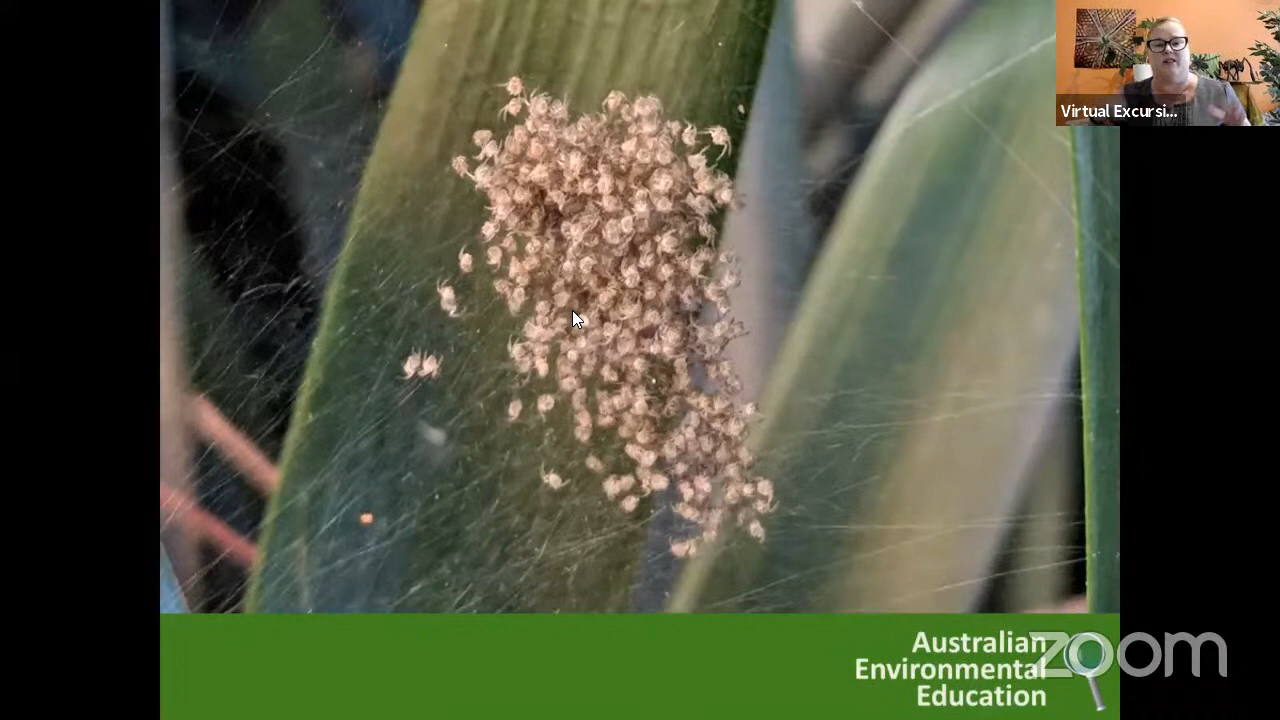 Virtual Excursi...
Australian
Environmental
Education
zoom